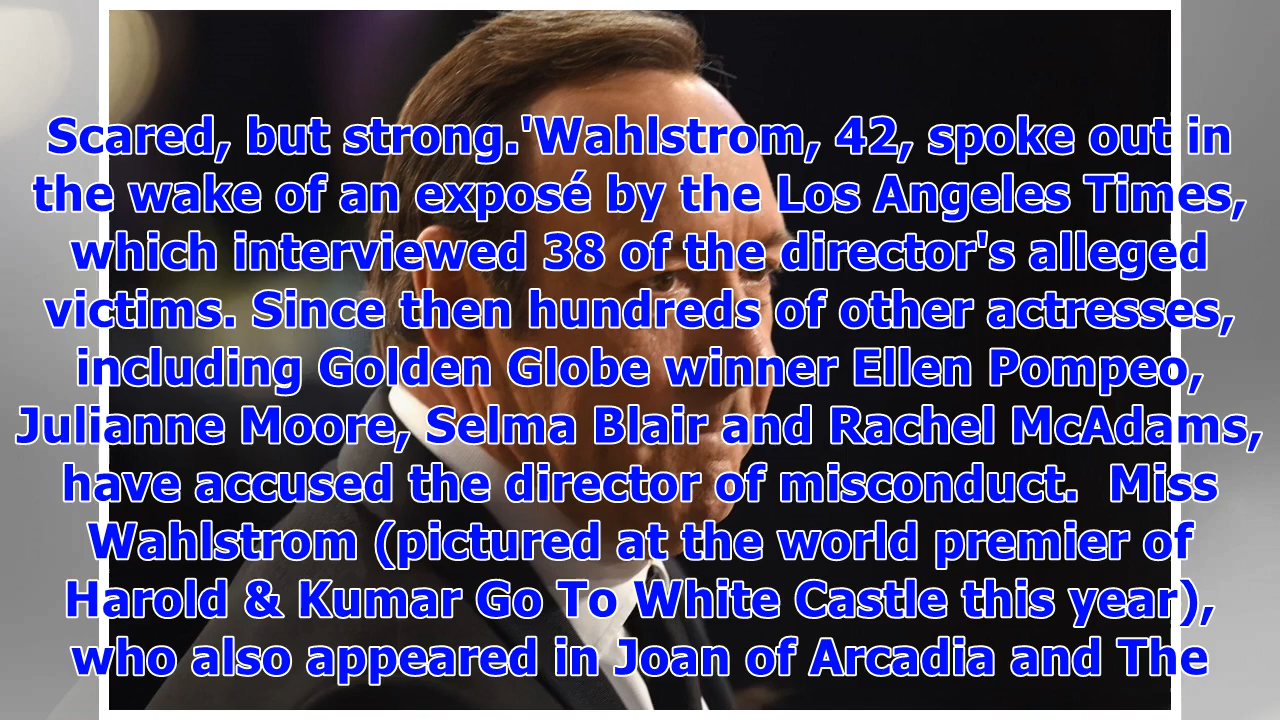 Scared, but strong.'Wahlstrom, 42, spoke out in
the wake of an exposé by the Los Angeles Times,
which interviewed 38 of the director's alleged
victims. Since then hundreds of other actresses,
including Golden Globe winner Ellen Pompeo,
Julianne Moore, Selma Blair and Rachel McAdams,
have accused the director of misconduct.  Miss
Wahlstrom (pictured at the world premier of
Harold & Kumar Go To White Castle this year),
who also appeared in Joan of Arcadia and The